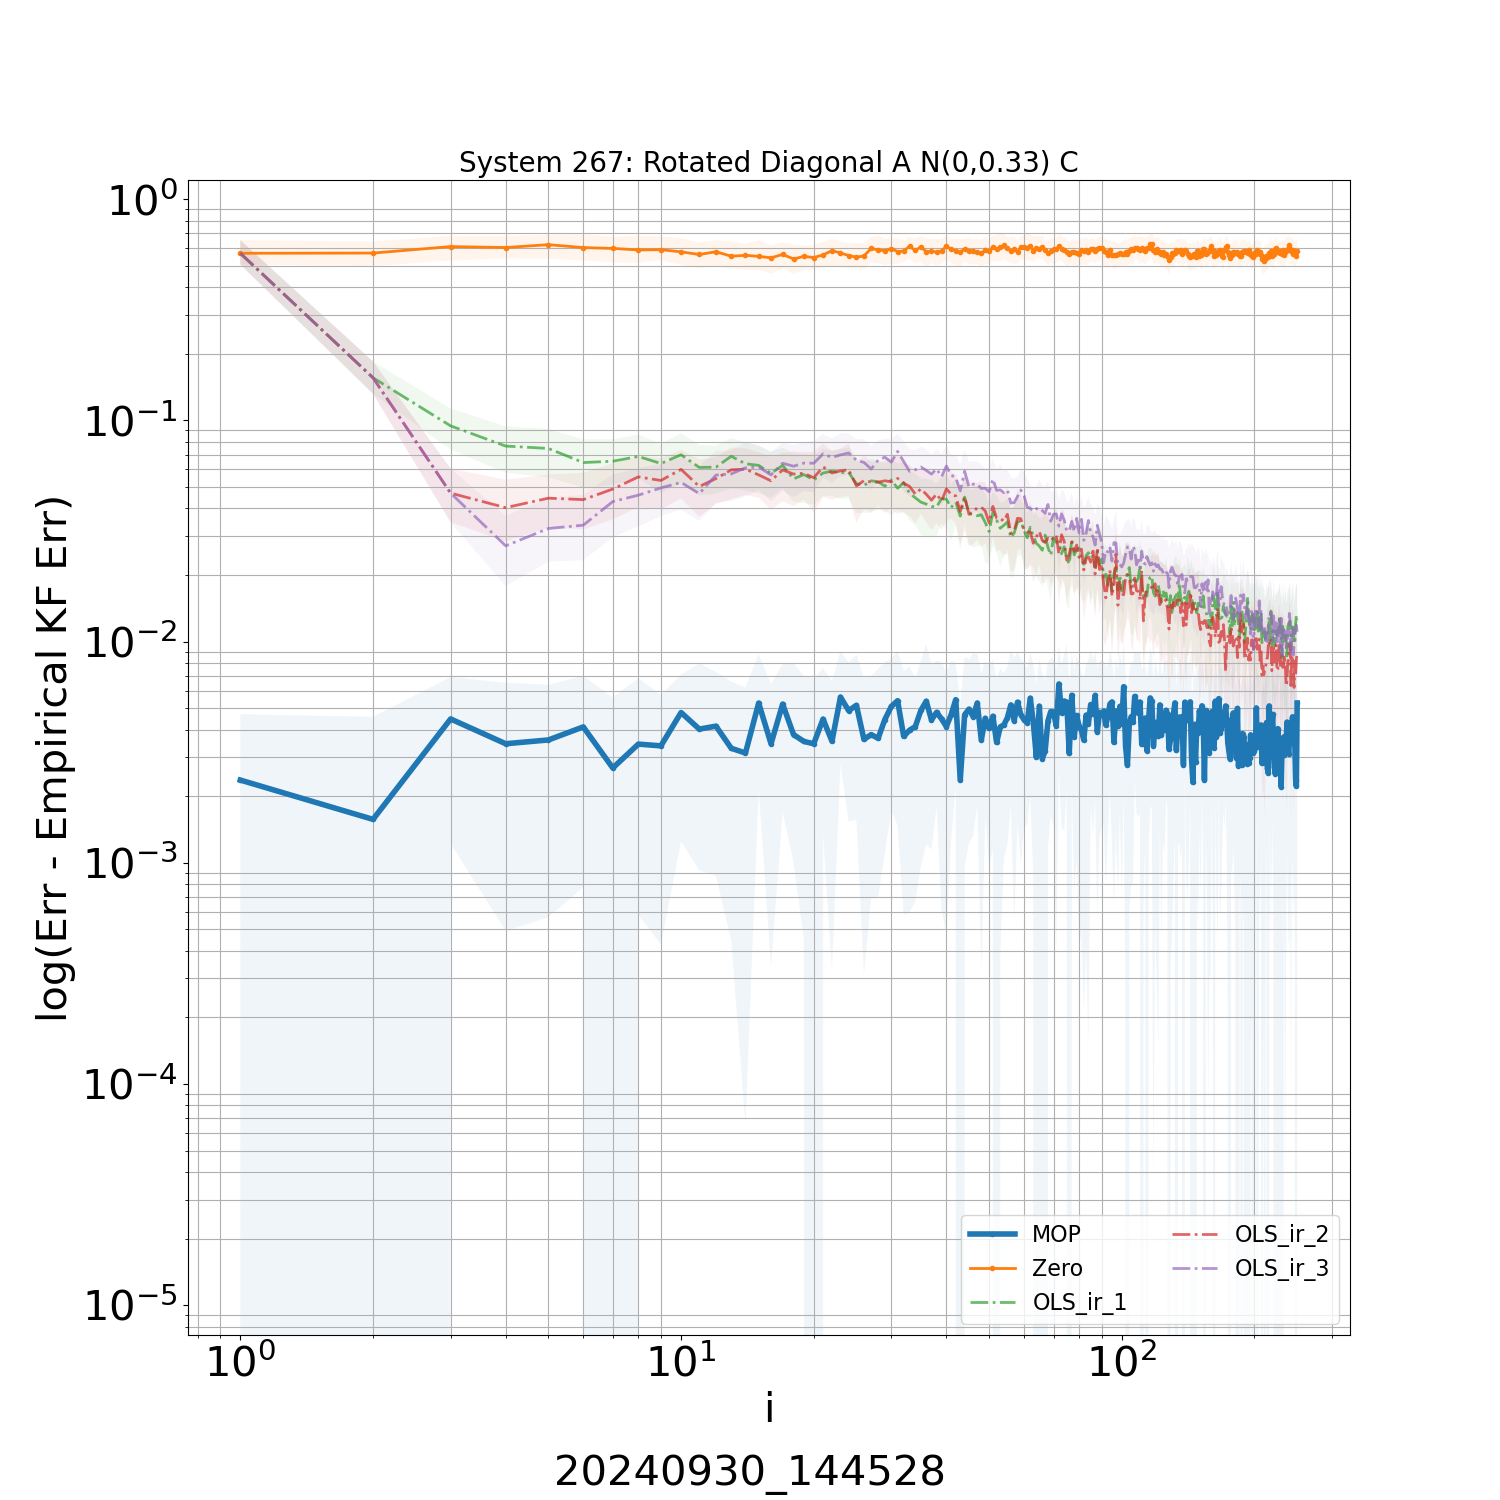 System 267: Rotated Diagonal A N(0,0.33) C
log(Err - Empirical KF Err)
10⁰
10⁻¹
10⁻²
10⁻³
10⁻⁴
10⁻⁵
MOP
Zero
OLS_ir_1
OLS_ir_2
OLS_ir_3
10⁰ 10¹ 10²
i
20240930_144528